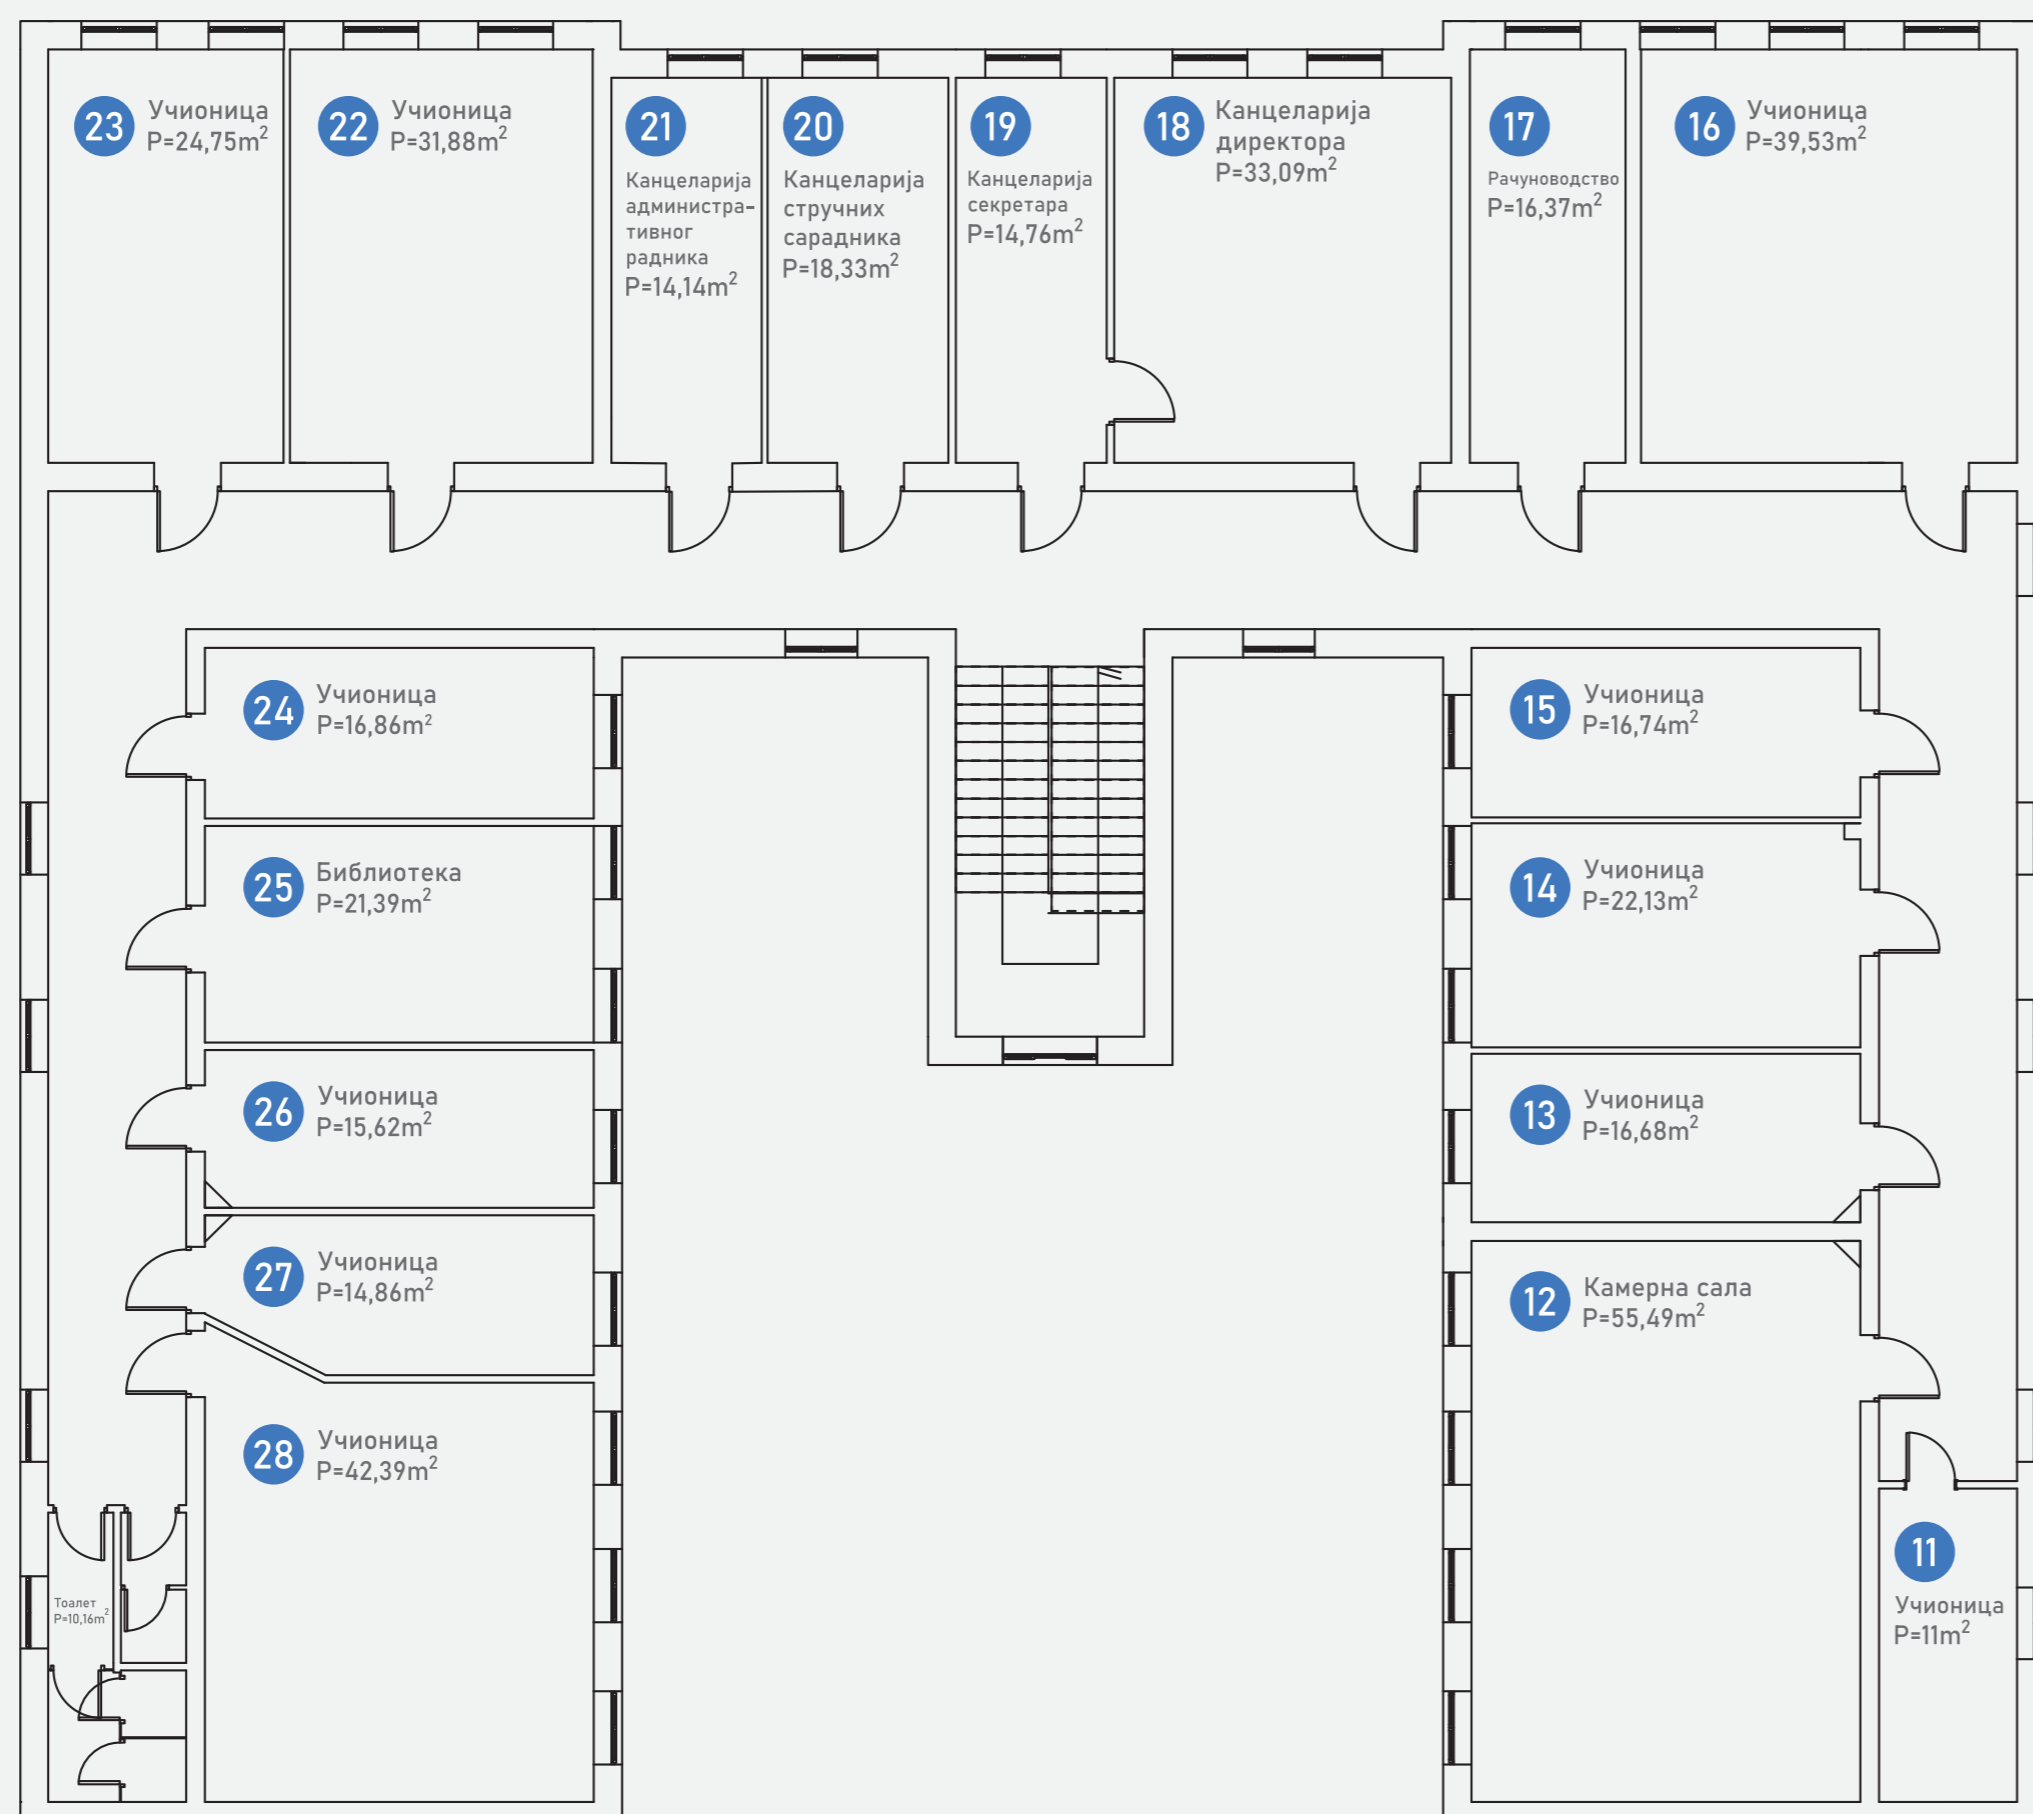 23
Учионица
P=24,75m²
22
Учионица
P=31,88m²
21
Канцеларија
администра-
тивног
радника
P=14,14m²
20
Канцеларија
стручних
сарадника
P=18,33m²
19
Канцеларија
секретара
P=14,76m²
18
Канцеларија
директора
P=33,09m²
17
Рачуноводство
P=16,37m²
16
Учионица
P=39,53m²
24
Учионица
P=16,86m²
15
Учионица
P=16,74m²
25
Библиотека
P=21,39m²
14
Учионица
P=22,13m²
26
Учионица
P=15,62m²
13
Учионица
P=16,68m²
27
Учионица
P=14,86m²
12
Камерна сала
P=55,49m²
28
Учионица
P=42,39m²
11
Учионица
P=11m²
Тоалет
P=10,16m²